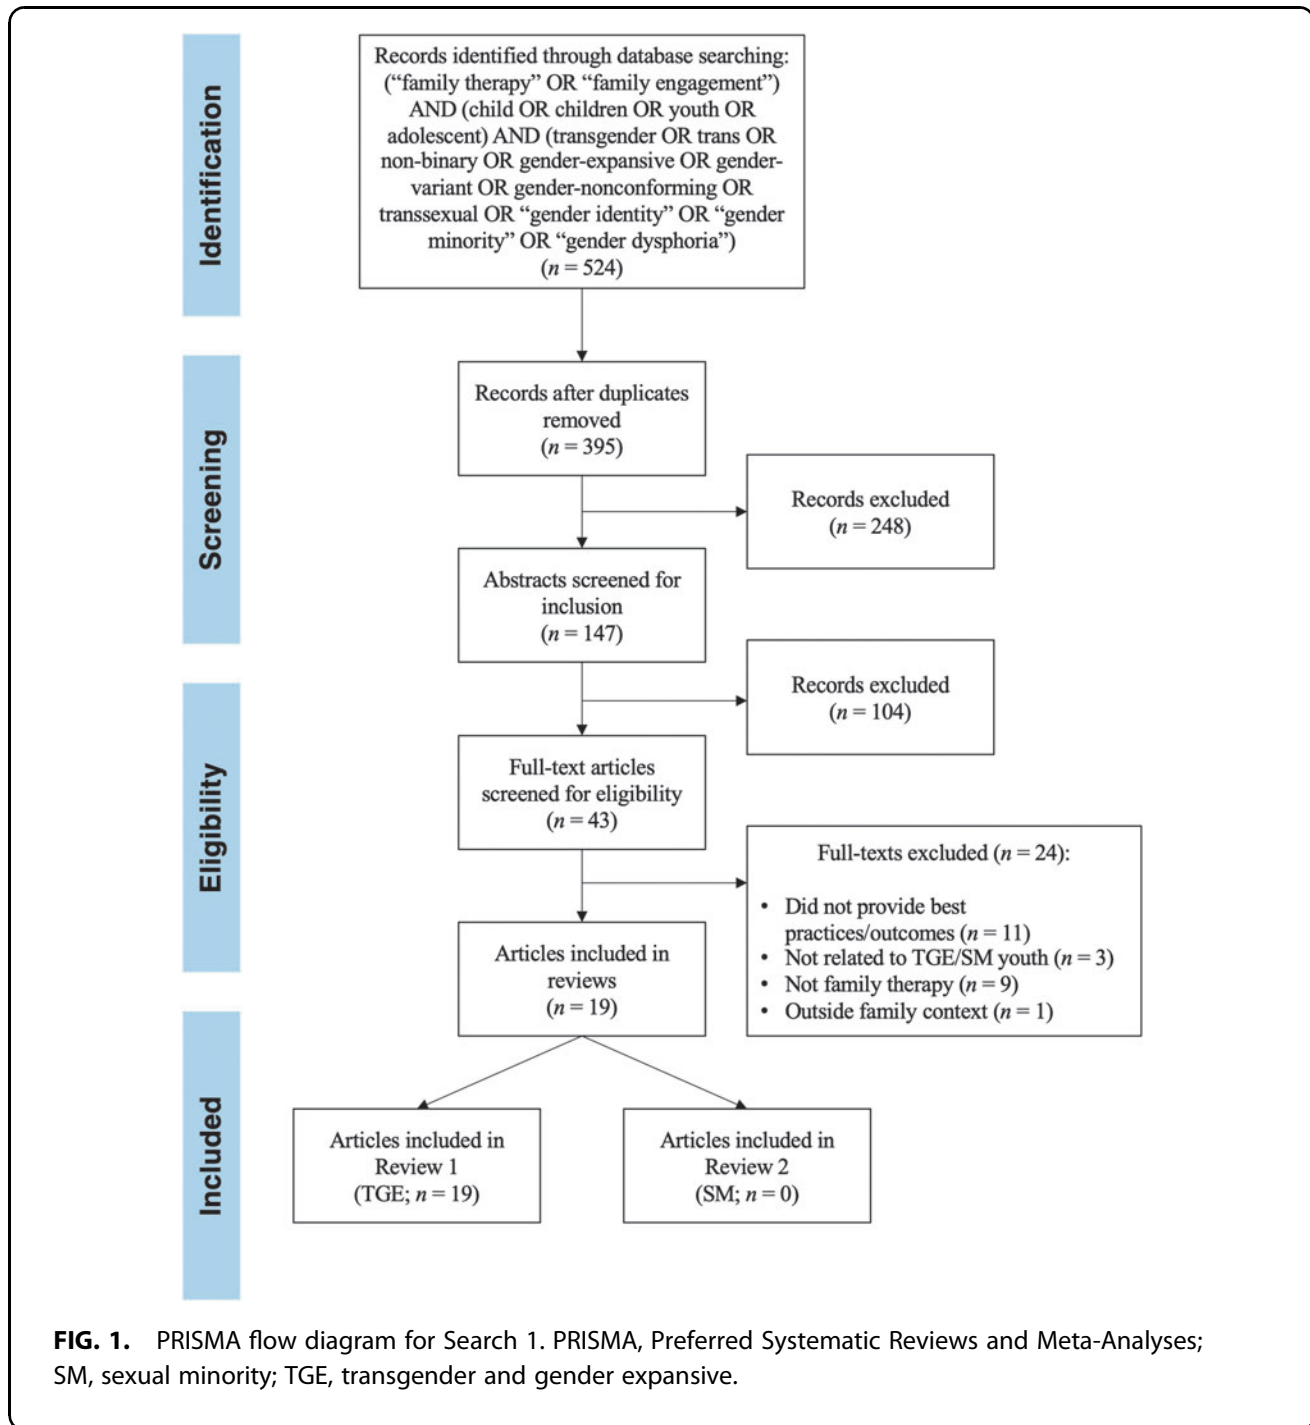 Identification
Records identified through database searching:
(“family therapy” OR “family engagement”)
AND (child OR children OR youth OR
adolescent) AND (transgender OR trans OR
non-binary OR gender-expansive OR gender-
variant OR gender-nonconforming OR
transsexual OR “gender identity” OR “gender
minority” OR “gender dysphoria”)
(n = 524)
Screening
Records after duplicates
removed
(n = 395)
Records excluded
(n = 248)
Abstracts screened for
inclusion
(n = 147)
Records excluded
(n = 104)
Eligibility
Full-text articles
screened for eligibility
(n = 43)
Full-texts excluded (n = 24):
• Did not provide best
practices/outcomes (n = 11)
• Not related to TGE/SM youth (n = 3)
• Not family therapy (n = 9)
• Outside family context (n = 1)
Articles included in
reviews
(n = 19)
Included
Articles included in
Review 1
(TGE; n = 19)
Articles included in
Review 2
(SM; n = 0)
FIG. 1. PRISMA flow diagram for Search 1. PRISMA, Preferred Systematic Reviews and Meta-Analyses;
SM, sexual minority; TGE, transgender and gender expansive.